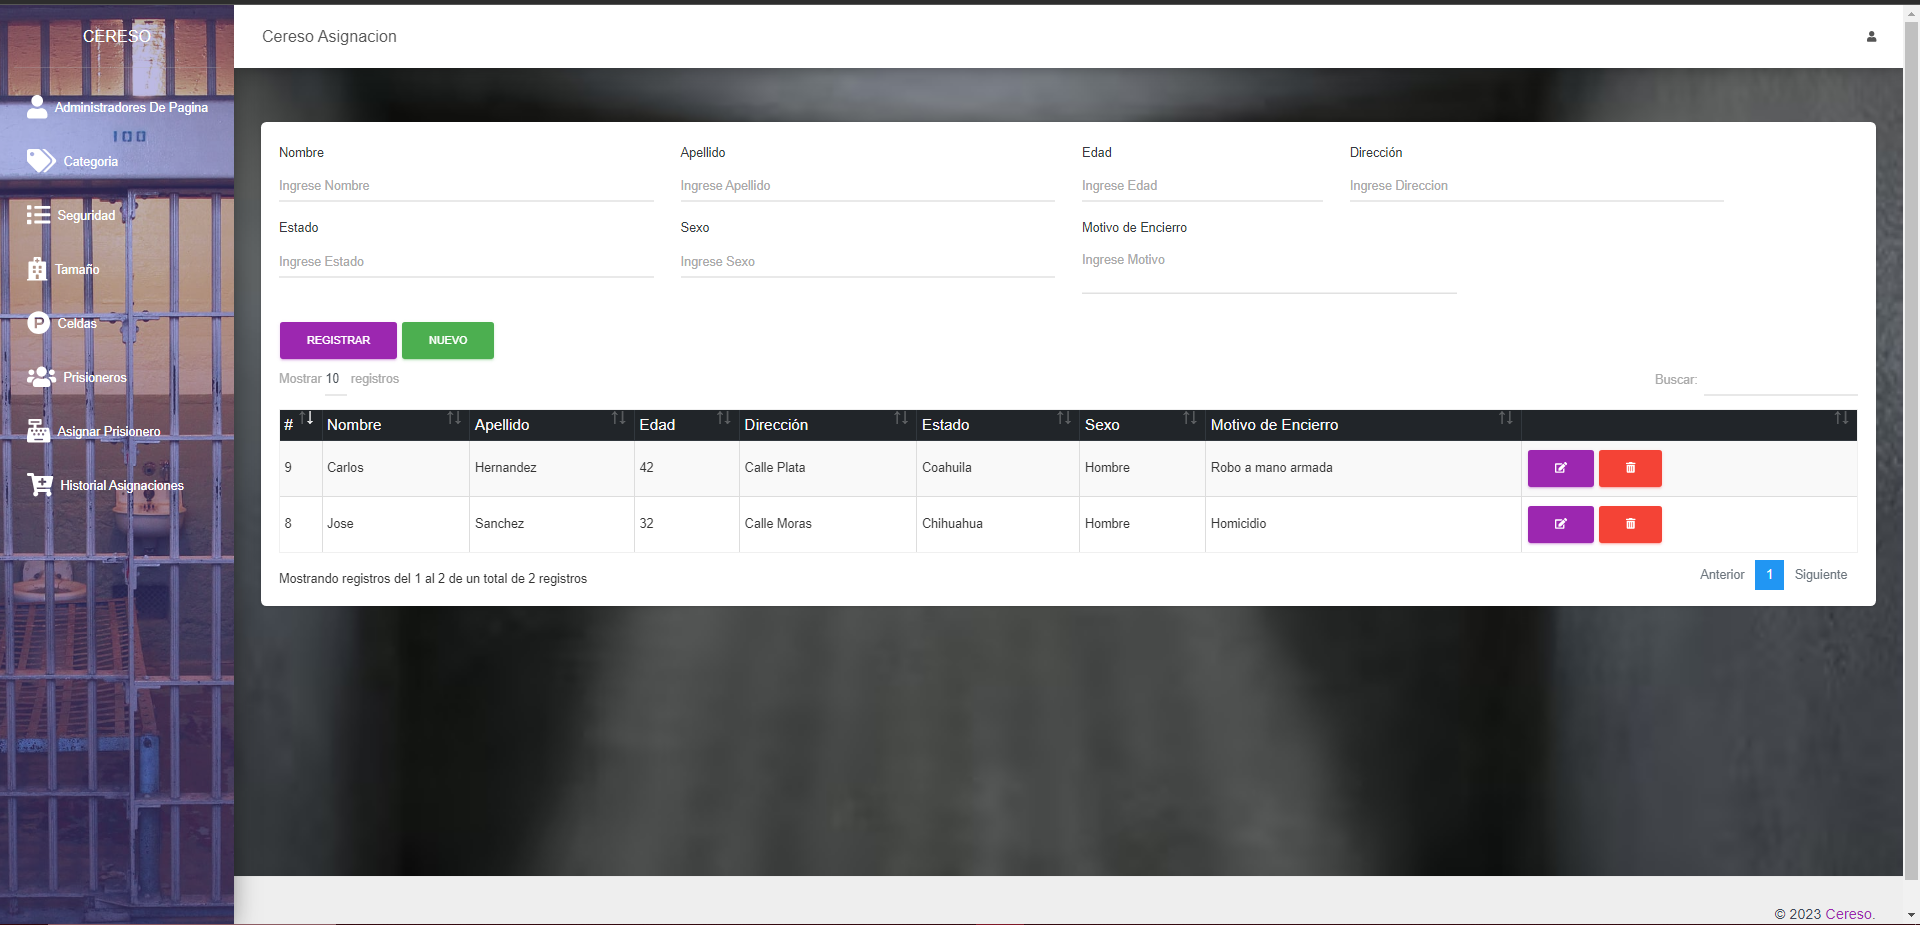 CERESO
Administradores De Pagina
100
Categoria
Seguridad
Tamaño
Celdas
Prisioneros
Asignar Prisionero
Historial Asignaciones
Cereso Asignacion
Nombre Apellido Edad Dirección
Ingrese Nombre Ingrese Apellido Ingrese Edad Ingrese Direccion
Estado Sexo Motivo de Encierro
Ingrese Estado Ingrese Sexo Ingrese Motivo
REGISTRAR NUEVO
Mostrar 10 registros Buscar:
# Nombre Apellido Edad Dirección Estado Sexo Motivo de Encierro
9 Carlos Hernandez 42 Calle Plata Coahuila Hombre Robo a mano armada
8 Jose Sanchez 32 Calle Moras Chihuahua Hombre Homicidio
Mostrando registros del 1 al 2 de un total de 2 registros
Anterior 1 Siguiente
© 2023 Cereso.